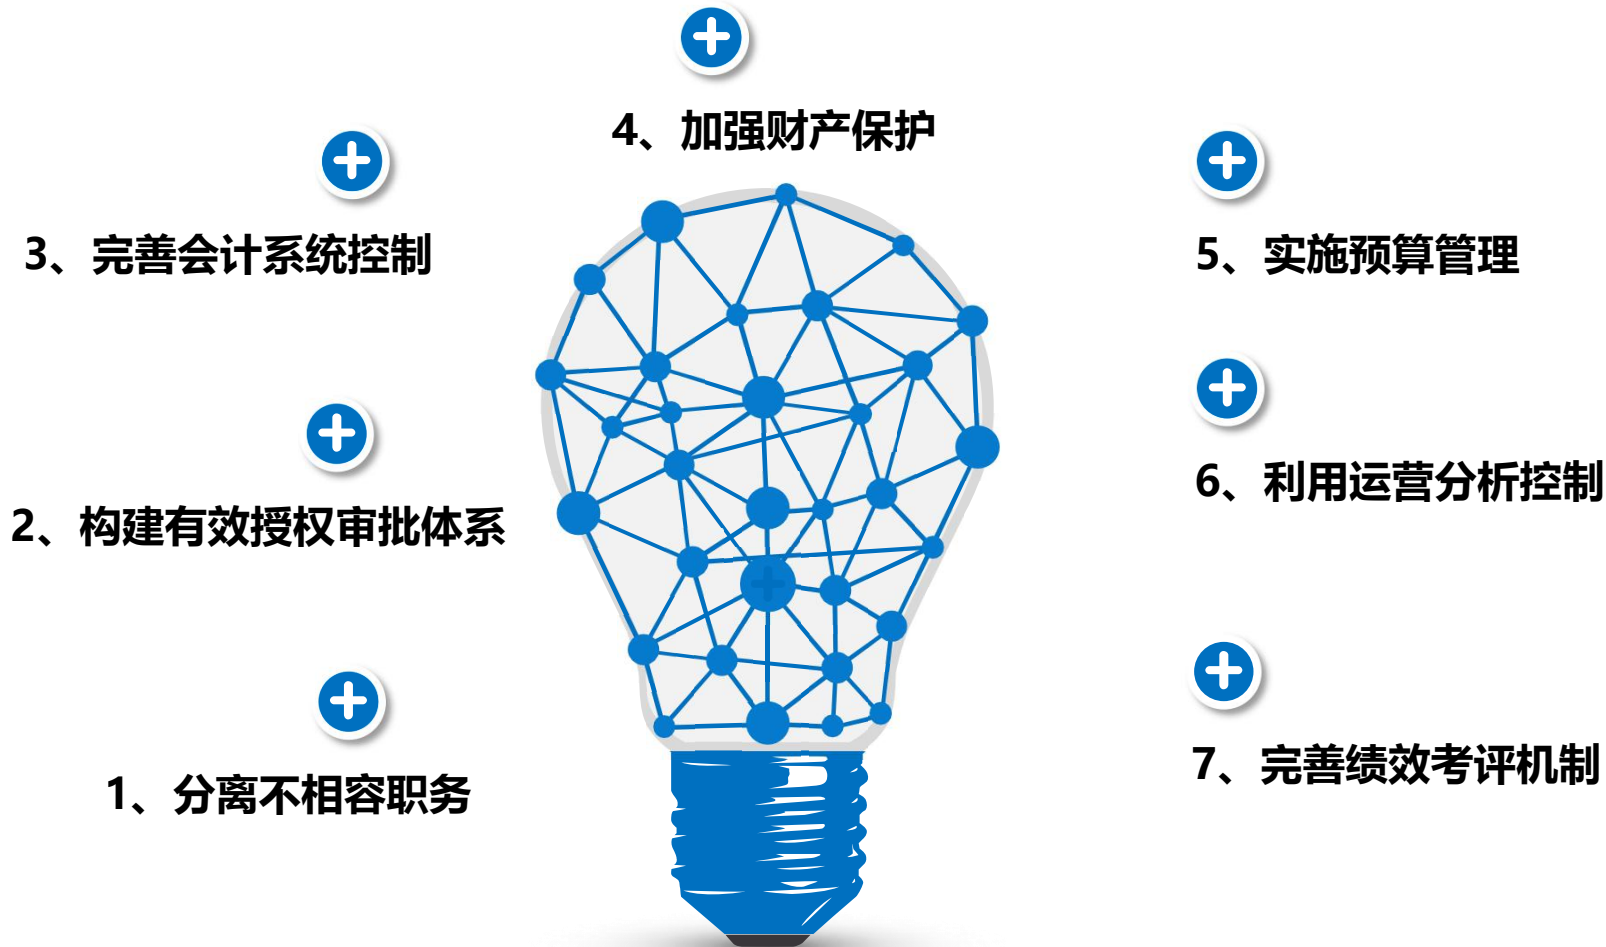 4、加强财产保护
3、完善会计系统控制
5、实施预算管理
2、构建有效授权审批体系
6、利用运营分析控制
1、分离不相容职务
7、完善绩效考评机制